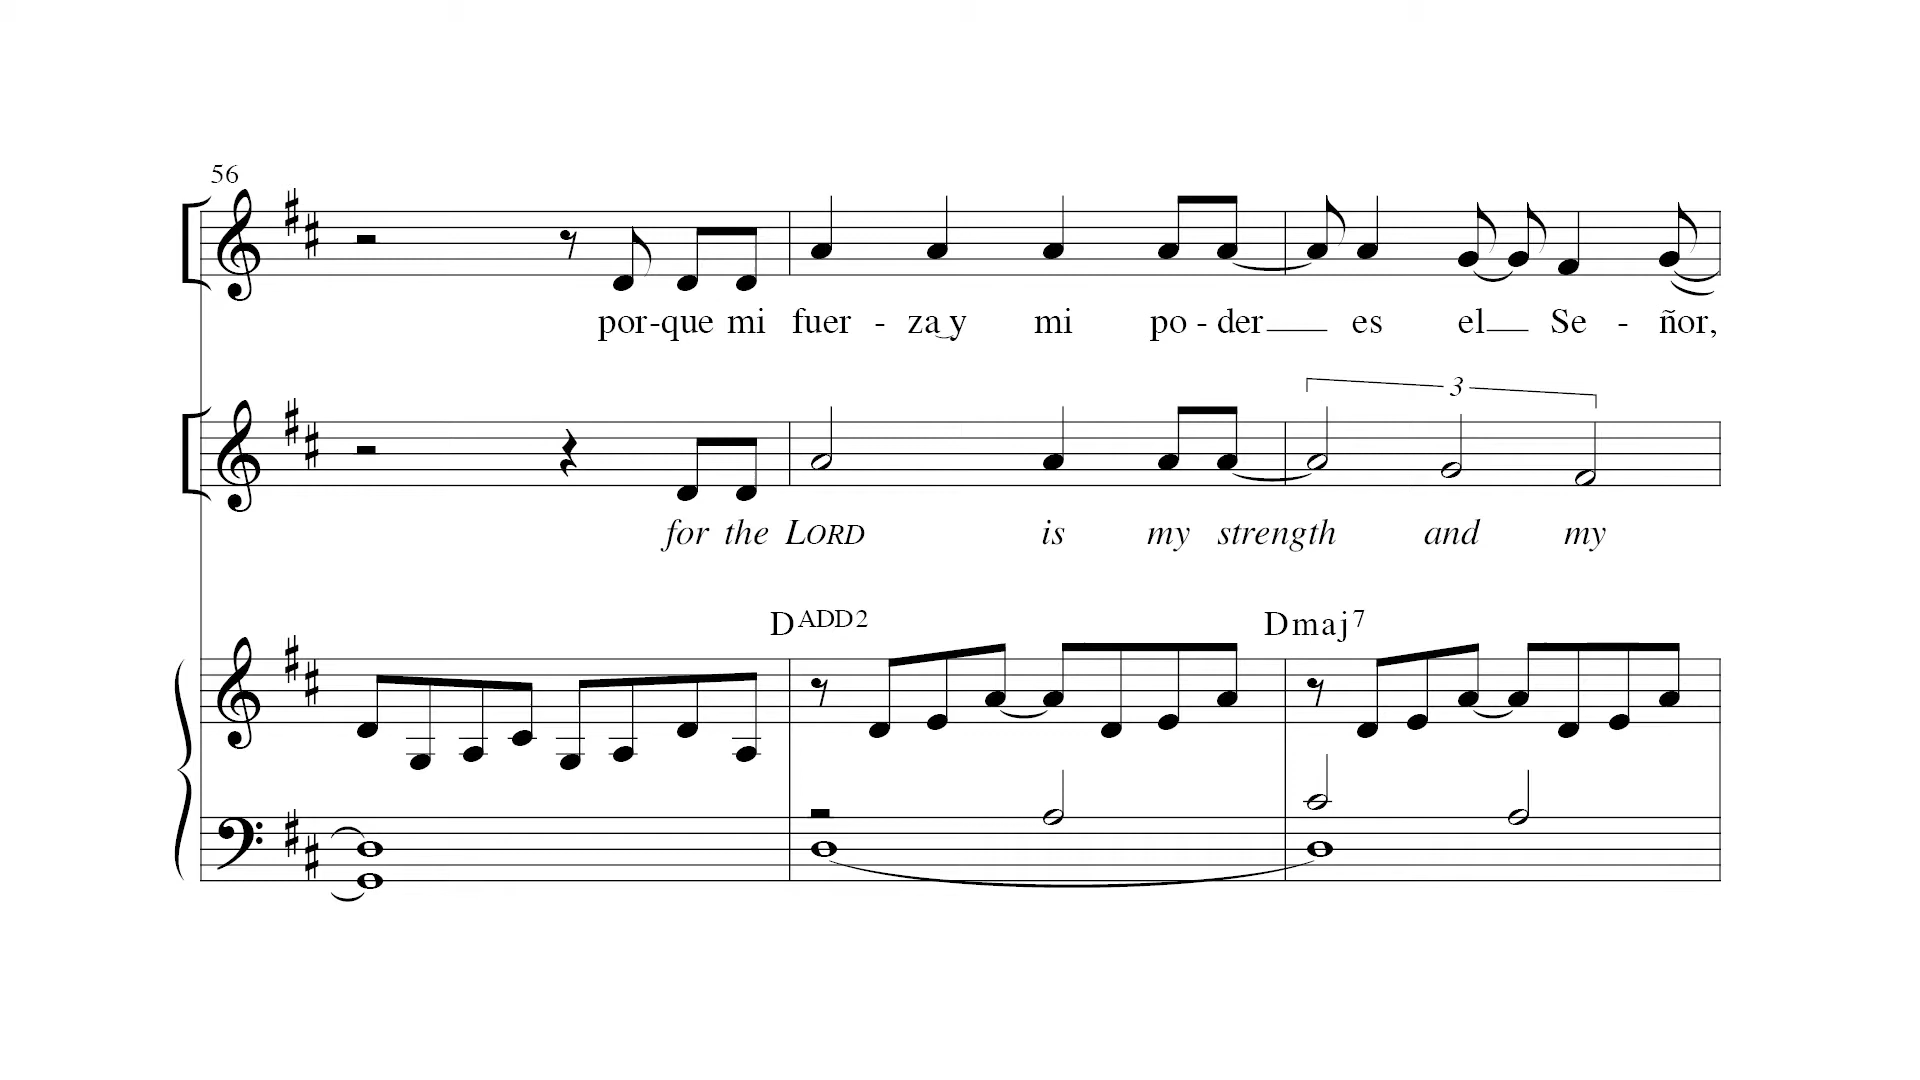 56
por-que mi fuer - za y mi po - der es el Se - ñor,
3
for the LORD is my strength and my
DADD2 Dmaj7